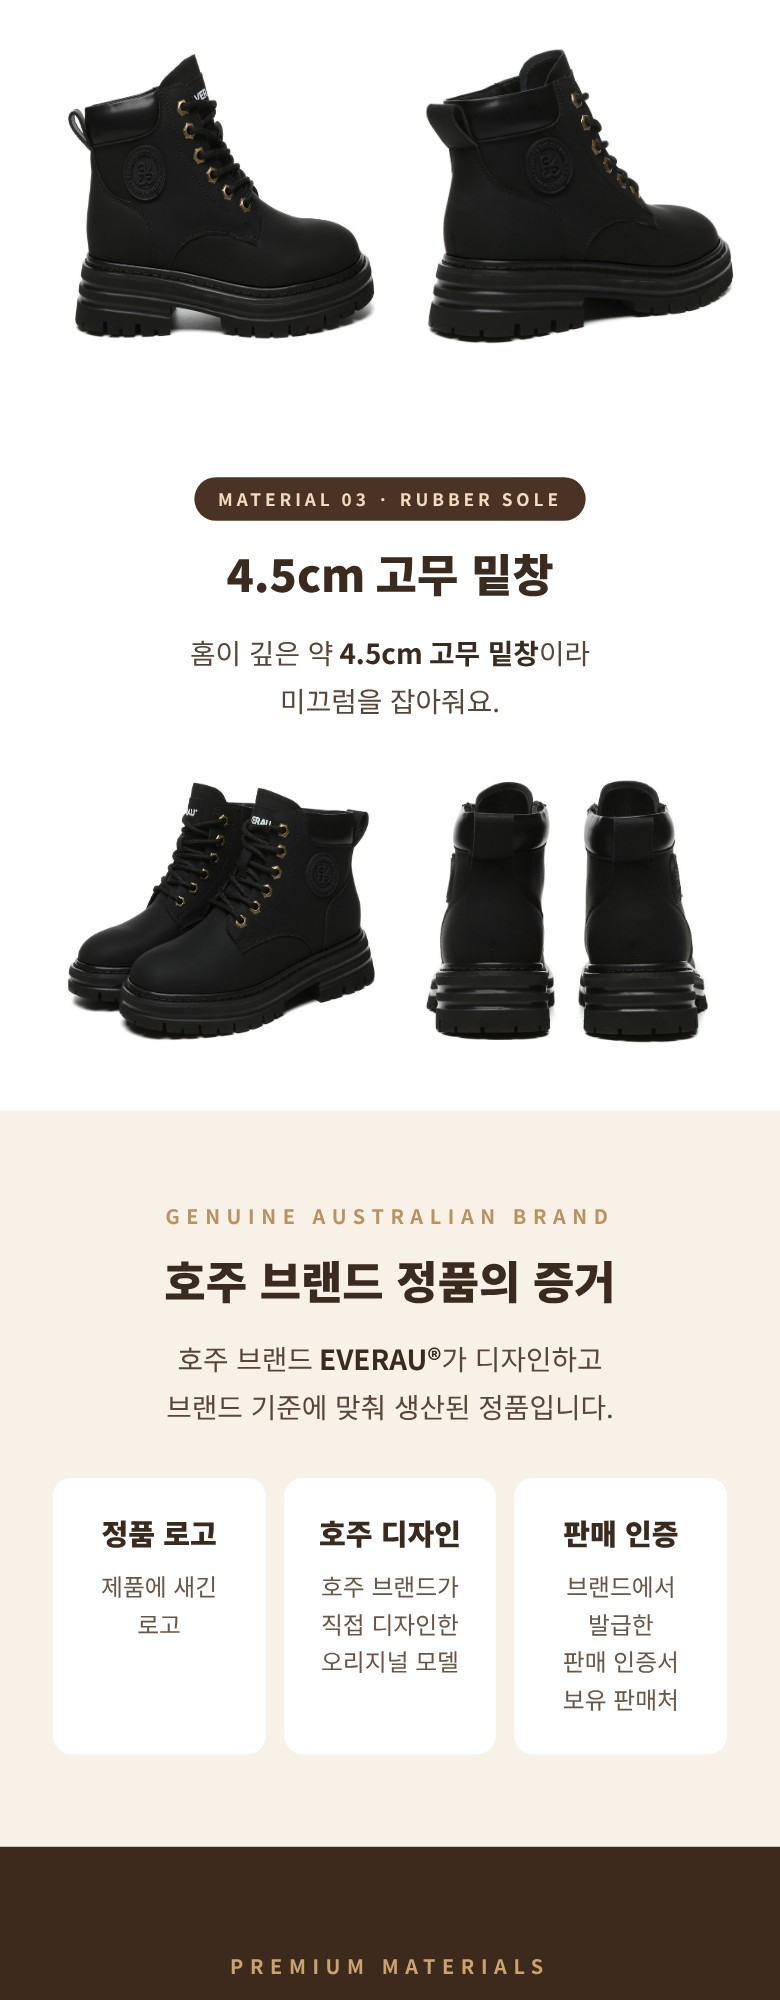 MATERIAL 03 · RUBBER SOLE
4.5cm 고무 밑창
홈이 깊은 약 4.5cm 고무 밑창이라
미끄럼을 잡아줘요.
GENUINE AUSTRALIAN BRAND
호주 브랜드 정품의 증거
호주 브랜드 EVERAU®가 디자인하고
브랜드 기준에 맞춰 생산된 정품입니다.
정품 로고
제품에 새긴
로고
호주 디자인
호주 브랜드가
직접 디자인한
오리지널 모델
판매 인증
브랜드에서
발급한
판매 인증서
보유 판매처
PREMIUM MATERIALS